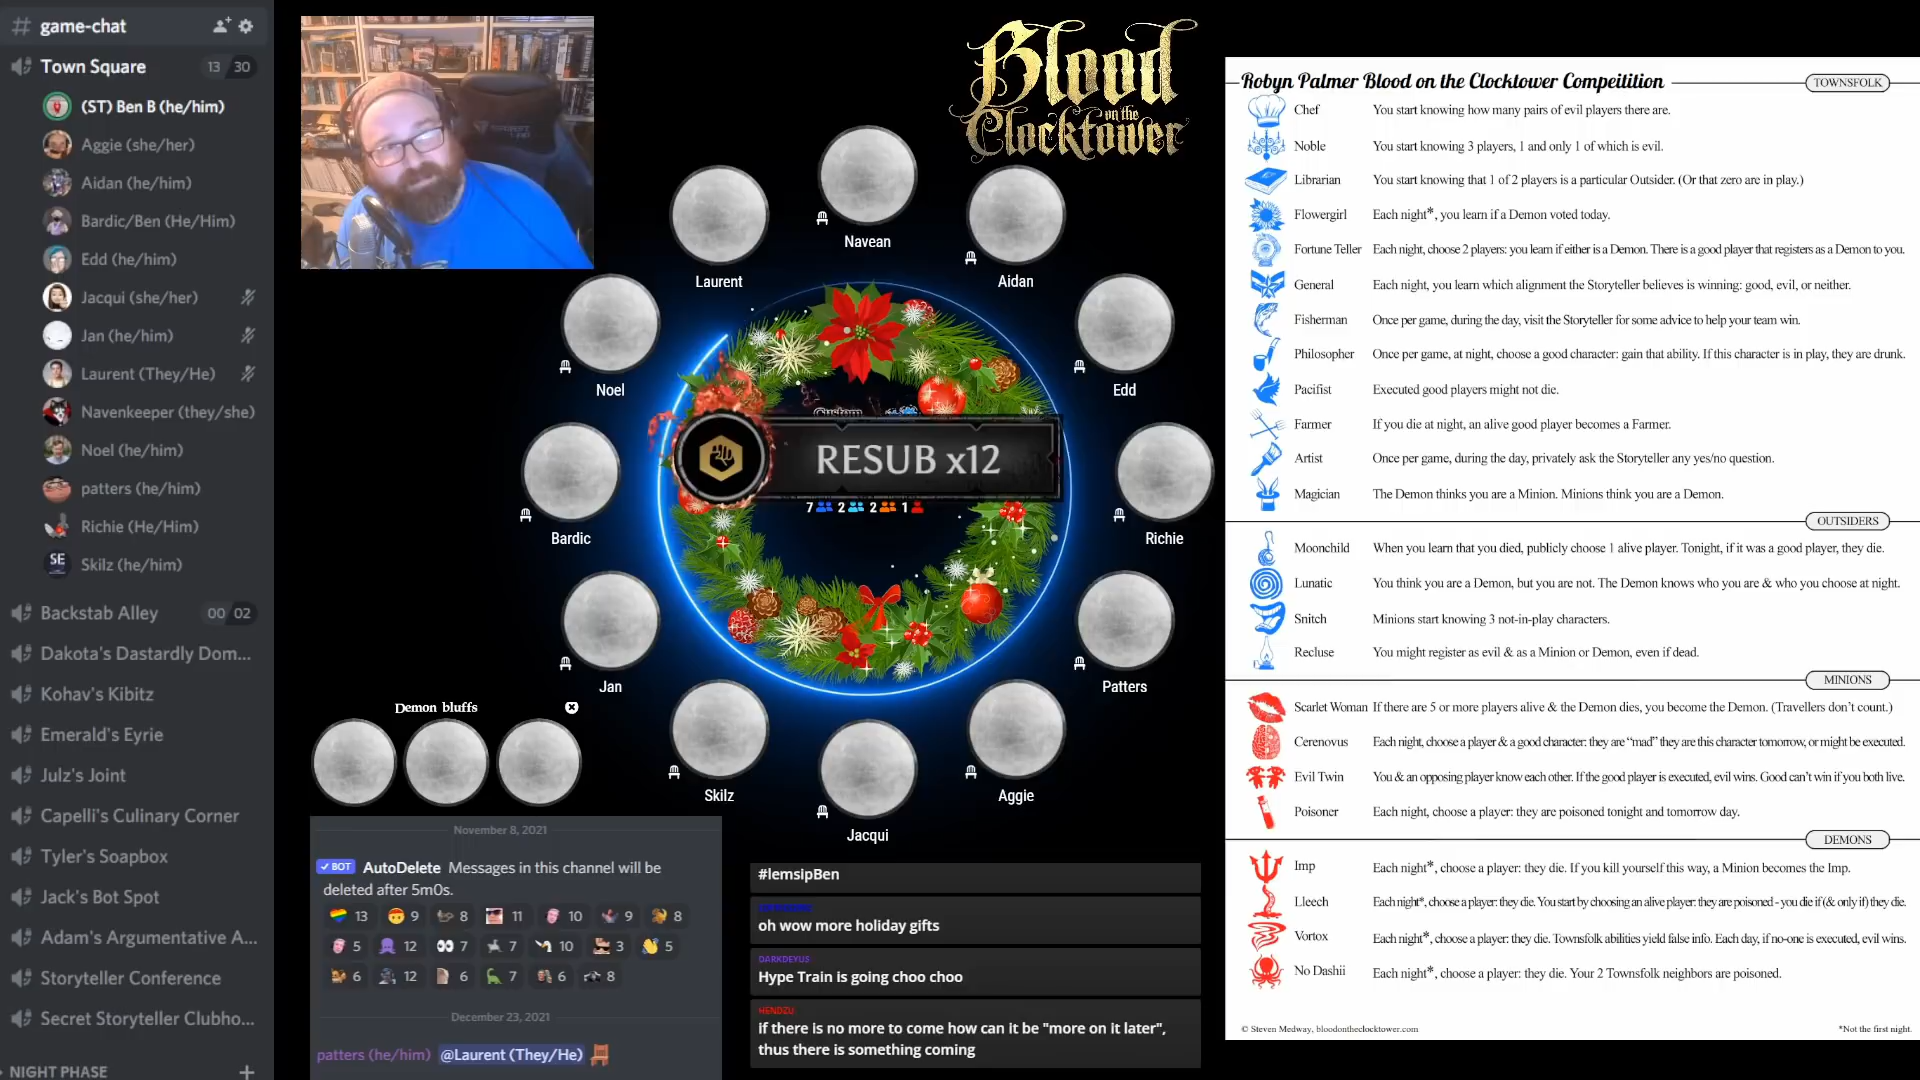 game-chat
Town Square 13 30
(ST) Ben B (he/him)
Aggie (she/her)
Aidan (he/him)
Bardic/Ben (He/Him)
Edd (he/him)
Jacqui (she/her)
Jan (he/him)
Laurent (They/He)
Navenkeeper (they/she)
Noel (he/him)
patters (he/him)
Richie (He/Him)
SE Skilz (he/him)
Backstab Alley 00 02
Dakota's Dastardly Dom...
Kohav's Kibitz
Emerald's Eyrie
Julz's Joint
Capelli's Culinary Corner
Tyler's Soapbox
Jack's Bot Spot
Adam's Argumentative A...
Storyteller Conference
Secret Storyteller Clubho...
NIGHT PHASE
Blood
on the
Clocktower
Navean
Laurent
Aidan
Noel
Edd
Bardic
Richie
Jan
Patters
Skilz
Aggie
Jacqui
Custom
RESUB x12
7 2 2 1
Demon bluffs
November 8, 2021
BOT AutoDelete Messages in this channel will be
deleted after 5m0s.
13 9 8 11 10 9 8
5 12 7 7 10 3 5
6 12 6 7 6 8
December 23, 2021
patters (he/him) @Laurent (They/He)
#lemsipBen
oh wow more holiday gifts
DARKDEYUS
Hype Train is going choo choo
HENDZU
if there is no more to come how can it be "more on it later",
thus there is something coming
Robyn Palmer Blood on the Clocktower Compeitition
TOWNSFOLK
Chef You start knowing how many pairs of evil players there are.
Noble You start knowing 3 players, 1 and only 1 of which is evil.
Librarian You start knowing that 1 of 2 players is a particular Outsider. (Or that zero are in play.)
Flowergirl Each night*, you learn if a Demon voted today.
Fortune Teller Each night, choose 2 players: you learn if either is a Demon. There is a good player that registers as a Demon to you.
General Each night, you learn which alignment the Storyteller believes is winning: good, evil, or neither.
Fisherman Once per game, during the day, visit the Storyteller for some advice to help your team win.
Philosopher Once per game, at night, choose a good character: gain that ability. If this character is in play, they are drunk.
Pacifist Executed good players might not die.
Farmer If you die at night, an alive good player becomes a Farmer.
Artist Once per game, during the day, privately ask the Storyteller any yes/no question.
Magician The Demon thinks you are a Minion. Minions think you are a Demon.
OUTSIDERS
Moonchild When you learn that you died, publicly choose 1 alive player. Tonight, if it was a good player, they die.
Lunatic You think you are a Demon, but you are not. The Demon knows who you are & who you choose at night.
Snitch Minions start knowing 3 not-in-play characters.
Recluse You might register as evil & as a Minion or Demon, even if dead.
MINIONS
Scarlet Woman If there are 5 or more players alive & the Demon dies, you become the Demon. (Travellers don't count.)
Cerenovus Each night, choose a player & a good character: they are “mad” they are this character tomorrow, or might be executed.
Evil Twin You & an opposing player know each other. If the good player is executed, evil wins. Good can't win if you both live.
Poisoner Each night, choose a player: they are poisoned tonight and tomorrow day.
DEMONS
Imp Each night*, choose a player: they die. If you kill yourself this way, a Minion becomes the Imp.
Lleech Each night*, choose a player: they die. You start by choosing an alive player: they are poisoned - you die if (& only if) they die.
Vortox Each night*, choose a player: they die. Townsfolk abilities yield false info. Each day, if no-one is executed, evil wins.
No Dashii Each night*, choose a player: they die. Your 2 Townsfolk neighbors are poisoned.
© Steven Medway, bloodontheclocktower.com
*Not the first night.